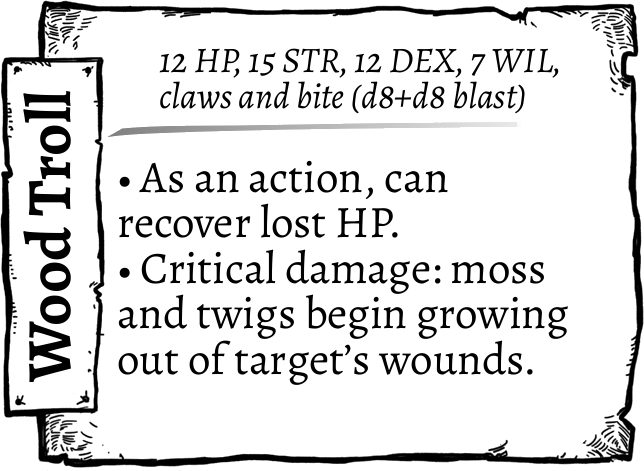 Wood Troll
12 HP, 15 STR, 12 DEX, 7 WIL,
claws and bite (d8+d8 blast)
• As an action, can
recover lost HP.
• Critical damage: moss
and twigs begin growing
out of target’s wounds.